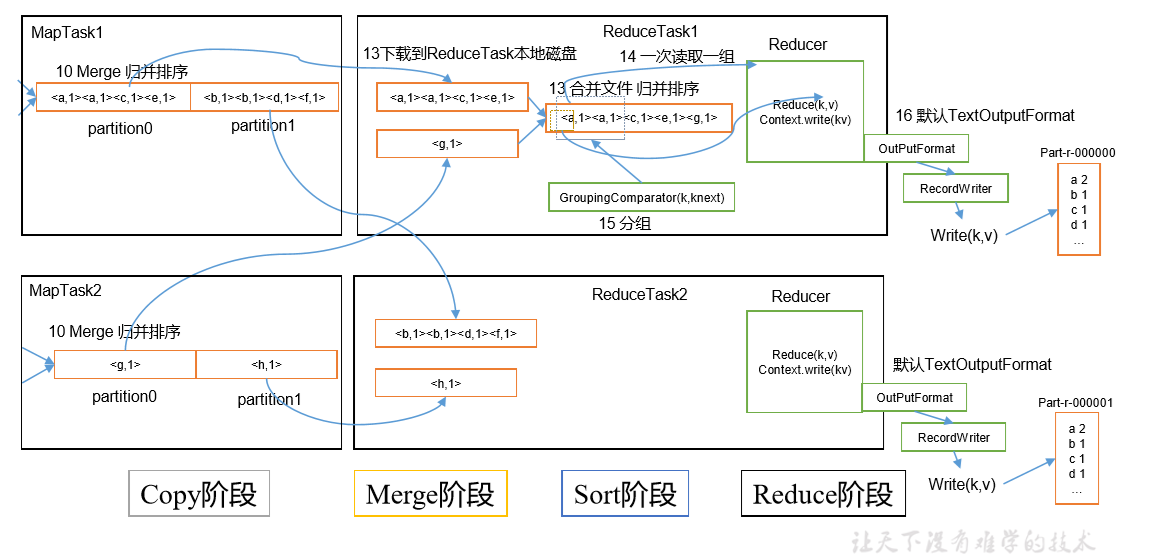 MapTask1
10 Merge 归并排序
<a,1><a,1><c,1><e,1>
<b,1><b,1><d,1><f,1>
partition0
partition1
ReduceTask1
13下载到ReduceTask本地磁盘
14 一次读取一组
<a,1><a,1><c,1><e,1>
13 合并文件 归并排序
<a,1><a,1><c,1><e,1><g,1>
<g,1>
GroupingComparator(k,knext)
15 分组
Reducer
Reduce(k,v)
Context.write(kv)
16 默认TextOutputFormat
OutPutFormat
RecordWriter
Write(k,v)
Part-r-000000
a 2
b 1
c 1
d 1
...
MapTask2
10 Merge 归并排序
<g,1>
<h,1>
partition0
partition1
ReduceTask2
<b,1><b,1><d,1><f,1>
<h,1>
Reducer
Reduce(k,v)
Context.write(kv)
默认TextOutputFormat
OutPutFormat
RecordWriter
Write(k,v)
Part-r-000001
a 2
b 1
c 1
d 1
...
Copy阶段
Merge阶段
Sort阶段
Reduce阶段
让天下没有难学的技术